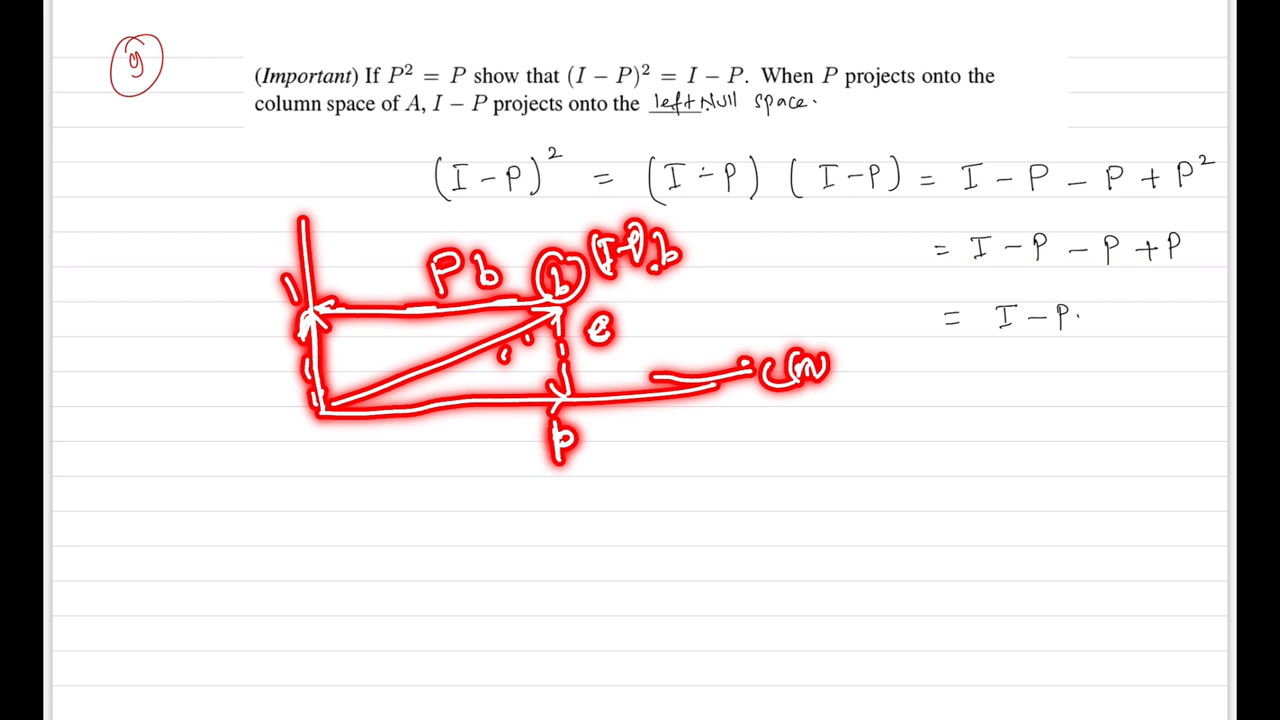 9
(Important) If P² = P show that (I − P)² = I − P. When P projects onto the
column space of A, I − P projects onto the left Null space.
(I-P)² = (I-P) (I-P) = I - P - P + P²
= I - P - P + P
= I - P.
Pb b (I-P)b
e
p